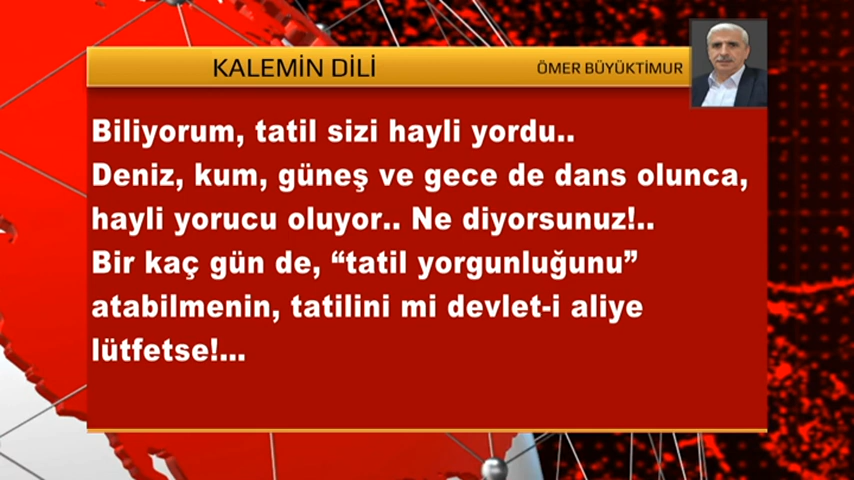 KALEMİN DİLİ
ÖMER BÜYÜKTİMUR
Biliyorum, tatil sizi hayli yordu..
Deniz, kum, güneş ve gece de dans olunca,
hayli yorucu oluyor.. Ne diyorsunuz!..
Bir kaç gün de, “tatil yorgunluğunu”
atabilmenin, tatilini mi devlet-i aliye
lütfetse!...